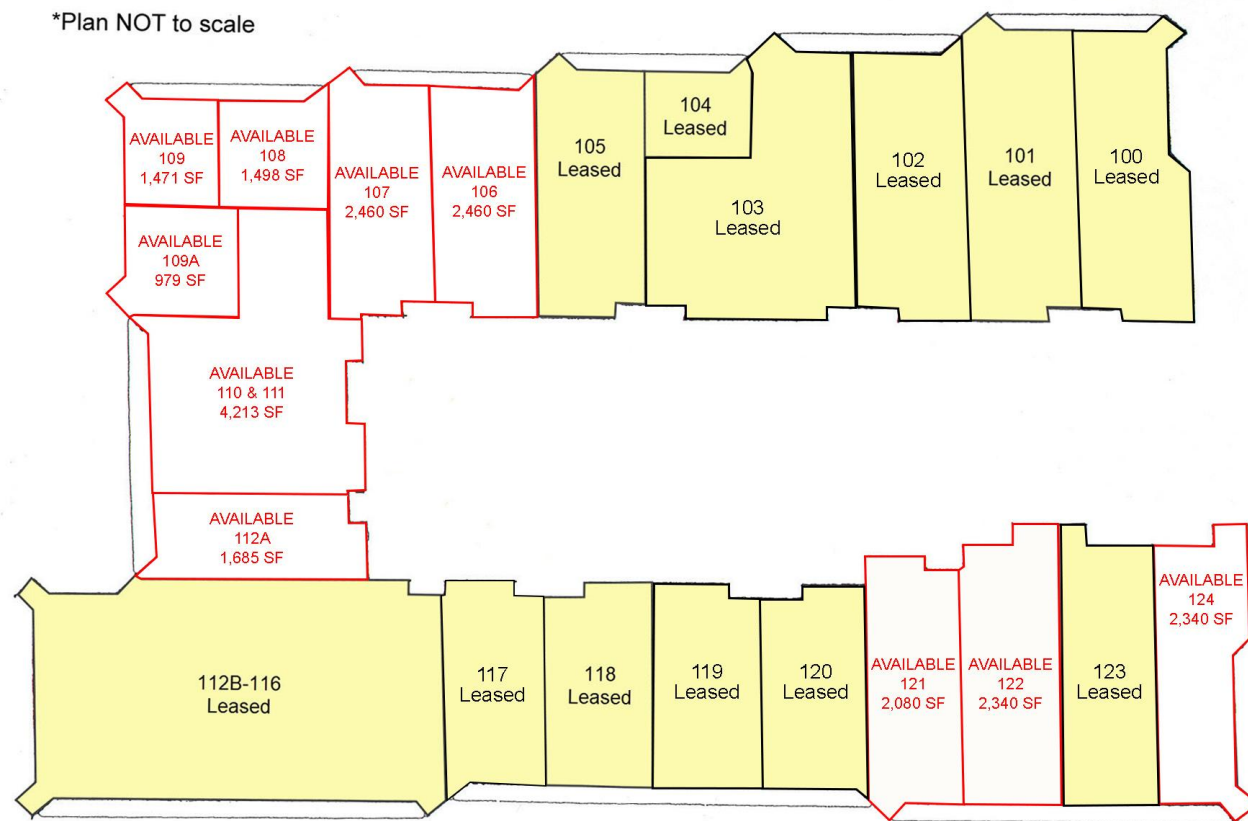 *Plan NOT to scale
AVAILABLE
109
1,471 SF
AVAILABLE
108
1,498 SF
AVAILABLE
107
2,460 SF
AVAILABLE
106
2,460 SF
105
Leased
104
Leased
103
Leased
102
Leased
101
Leased
100
Leased
AVAILABLE
109A
979 SF
AVAILABLE
110 & 111
4,213 SF
AVAILABLE
112A
1,685 SF
112B-116
Leased
117
Leased
118
Leased
119
Leased
120
Leased
AVAILABLE
121
2,080 SF
AVAILABLE
122
2,340 SF
123
Leased
AVAILABLE
124
2,340 SF